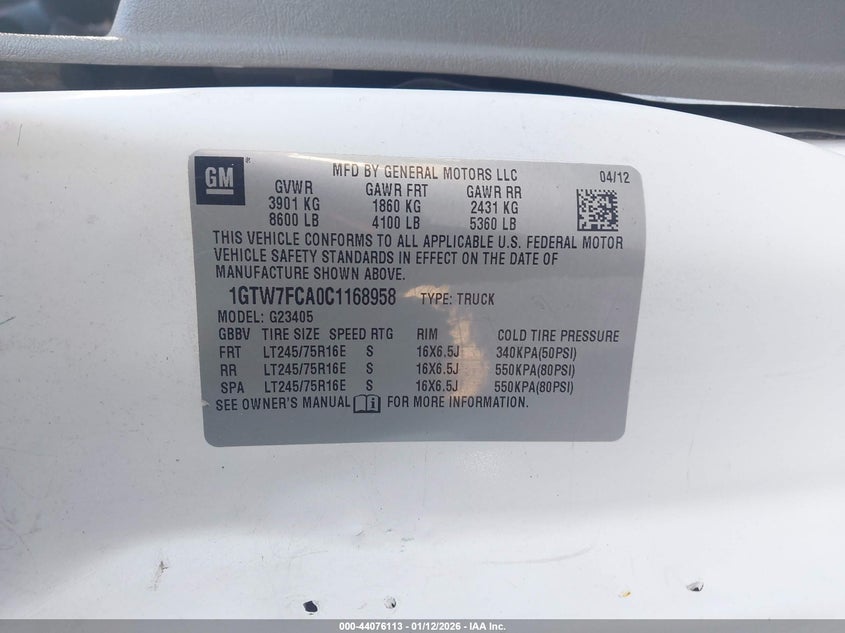 GM
MFD BY GENERAL MOTORS LLC 04/12
GVWR GAWR FRT GAWR RR
3901 KG 1860 KG 2431 KG
8600 LB 4100 LB 5360 LB
THIS VEHICLE CONFORMS TO ALL APPLICABLE U.S. FEDERAL MOTOR
VEHICLE SAFETY STANDARDS IN EFFECT ON THE DATE OF
MANUFACTURE SHOWN ABOVE.
1GTW7FCA0C1168958 TYPE: TRUCK
MODEL: G23405
GBBV TIRE SIZE SPEED RTG RIM COLD TIRE PRESSURE
FRT LT245/75R16E S 16X6.5J 340KPA(50PSI)
RR LT245/75R16E S 16X6.5J 550KPA(80PSI)
SPA LT245/75R16E S 16X6.5J 550KPA(80PSI)
SEE OWNER'S MANUAL FOR MORE INFORMATION.
000-44076113 - 01/12/2026 - IAA Inc.